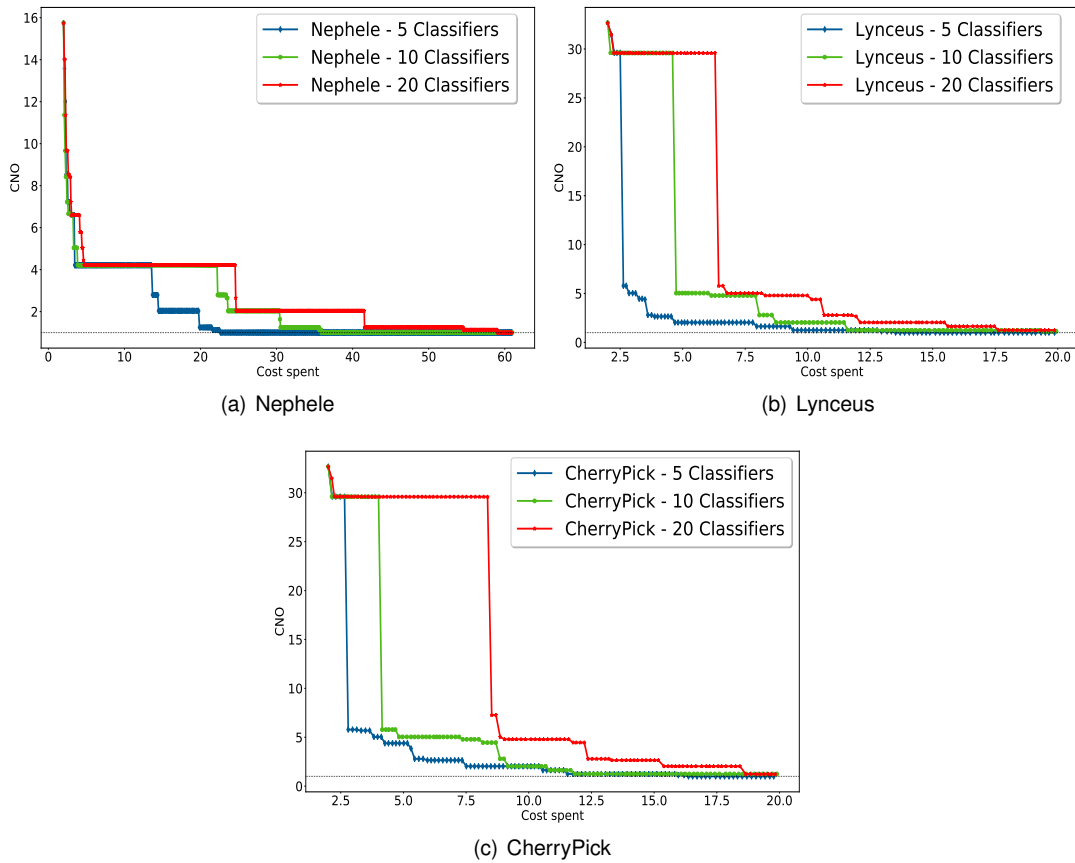 16
14
12
10
8
6
4
2
CNO
Nephele - 5 Classifiers
Nephele - 10 Classifiers
Nephele - 20 Classifiers
0 10 20 30 40 50 60
Cost spent
(a) Nephele
30
25
20
15
10
5
0
CNO
Lynceus - 5 Classifiers
Lynceus - 10 Classifiers
Lynceus - 20 Classifiers
2.5 5.0 7.5 10.0 12.5 15.0 17.5 20.0
Cost spent
(b) Lynceus
30
25
20
15
10
5
0
CNO
CherryPick - 5 Classifiers
CherryPick - 10 Classifiers
CherryPick - 20 Classifiers
2.5 5.0 7.5 10.0 12.5 15.0 17.5 20.0
Cost spent
(c) CherryPick